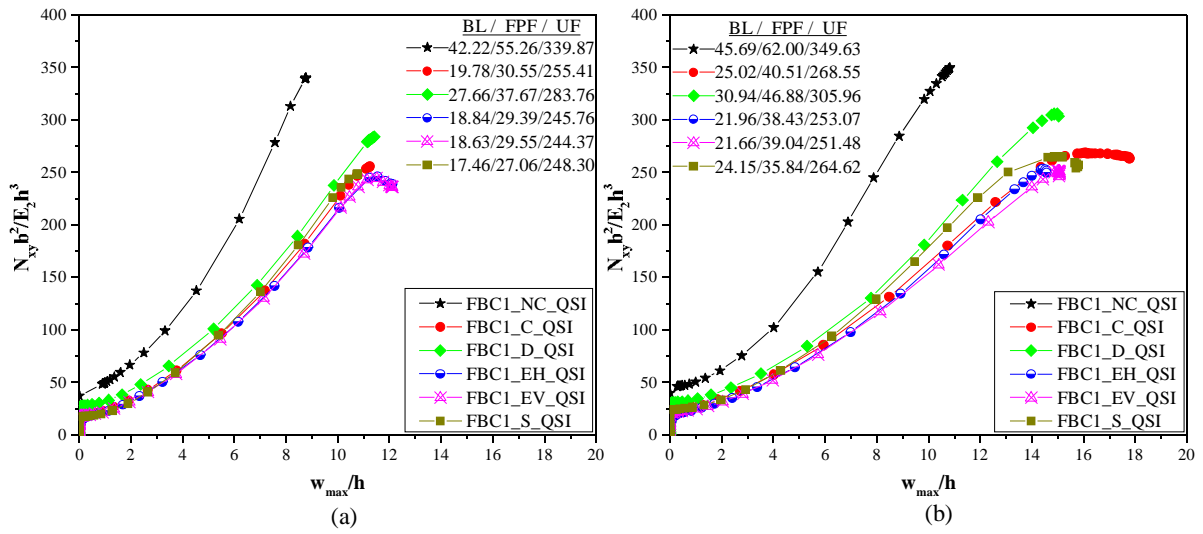 BL / FPF / UF
42.22/55.26/339.87
19.78/30.55/255.41
27.66/37.67/283.76
18.84/29.39/245.76
18.63/29.55/244.37
17.46/27.06/248.30
400
350
300
250
200
150
100
50
0
N_xy b²/E₂h³
FBC1_NC_QSI
FBC1_C_QSI
FBC1_D_QSI
FBC1_EH_QSI
FBC1_EV_QSI
FBC1_S_QSI
0 2 4 6 8 10 12 14 16 18 20
w_max/h
(a)
BL / FPF / UF
45.69/62.00/349.63
25.02/40.51/268.55
30.94/46.88/305.96
21.96/38.43/253.07
21.66/39.04/251.48
24.15/35.84/264.62
400
350
300
250
200
150
100
50
0
N_xy b²/E₂h³
FBC1_NC_QSI
FBC1_C_QSI
FBC1_D_QSI
FBC1_EH_QSI
FBC1_EV_QSI
FBC1_S_QSI
0 2 4 6 8 10 12 14 16 18 20
w_max/h
(b)